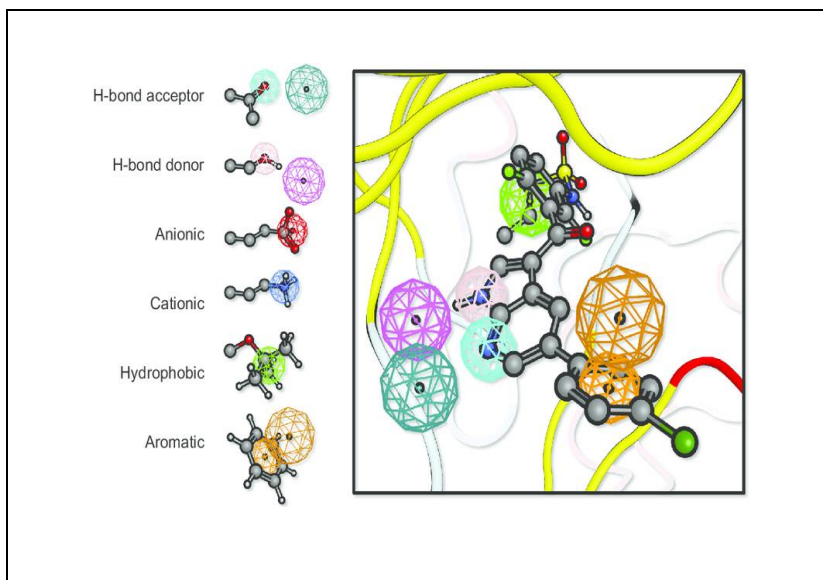 H-bond acceptor
H-bond donor
Anionic
Cationic
Hydrophobic
Aromatic